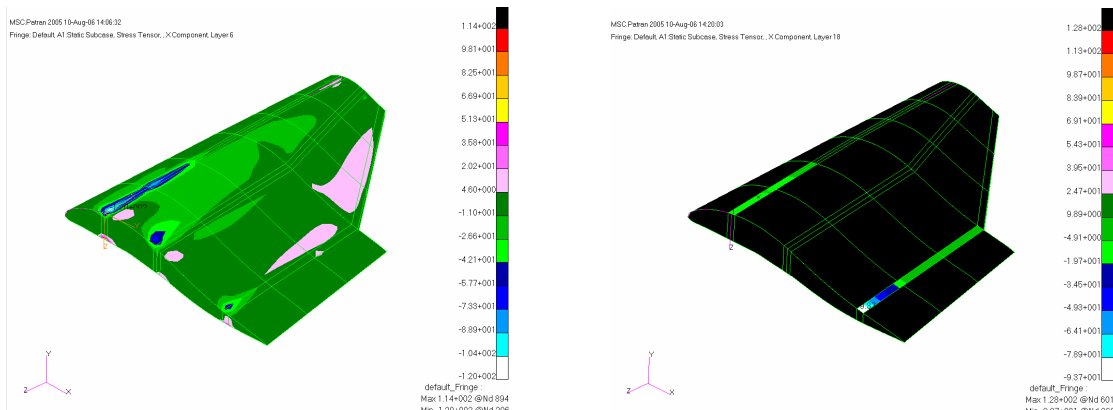 MSC.Patran 2005 10-Aug-06 14:06:32
Fringe: Default, A1:Static Subcase, Stress Tensor, , X Component, Layer 6
1.14+002
9.81+001
8.25+001
6.69+001
5.13+001
3.58+001
2.02+001
4.60+000
-1.10+001
-2.66+001
-4.21+001
-5.77+001
-7.33+001
-8.89+001
-1.04+002
-1.20+002
Z
Y
Z
X
default_Fringe :
Max 1.14+002 @Nd 894
MSC.Patran 2005 10-Aug-06 14:20:03
Fringe: Default, A1:Static Subcase, Stress Tensor, , X Component, Layer 18
1.28+002
1.13+002
9.87+001
8.39+001
6.91+001
5.43+001
3.95+001
2.47+001
9.89+000
-4.91+000
-1.97+001
-3.45+001
-4.93+001
-6.41+001
-7.89+001
-9.37+001
Z
Y
Z
X
default_Fringe :
Max 1.28+002 @Nd 601